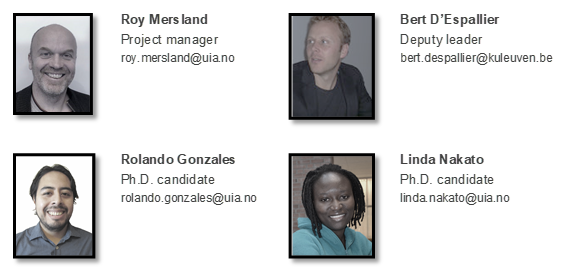 Roy Mersland
Project manager
roy.mersland@uia.no
Bert D'Espallier
Deputy leader
bert.despallier@kuleuven.be
Rolando Gonzales
Ph.D. candidate
rolando.gonzales@uia.no
Linda Nakato
Ph.D. candidate
linda.nakato@uia.no